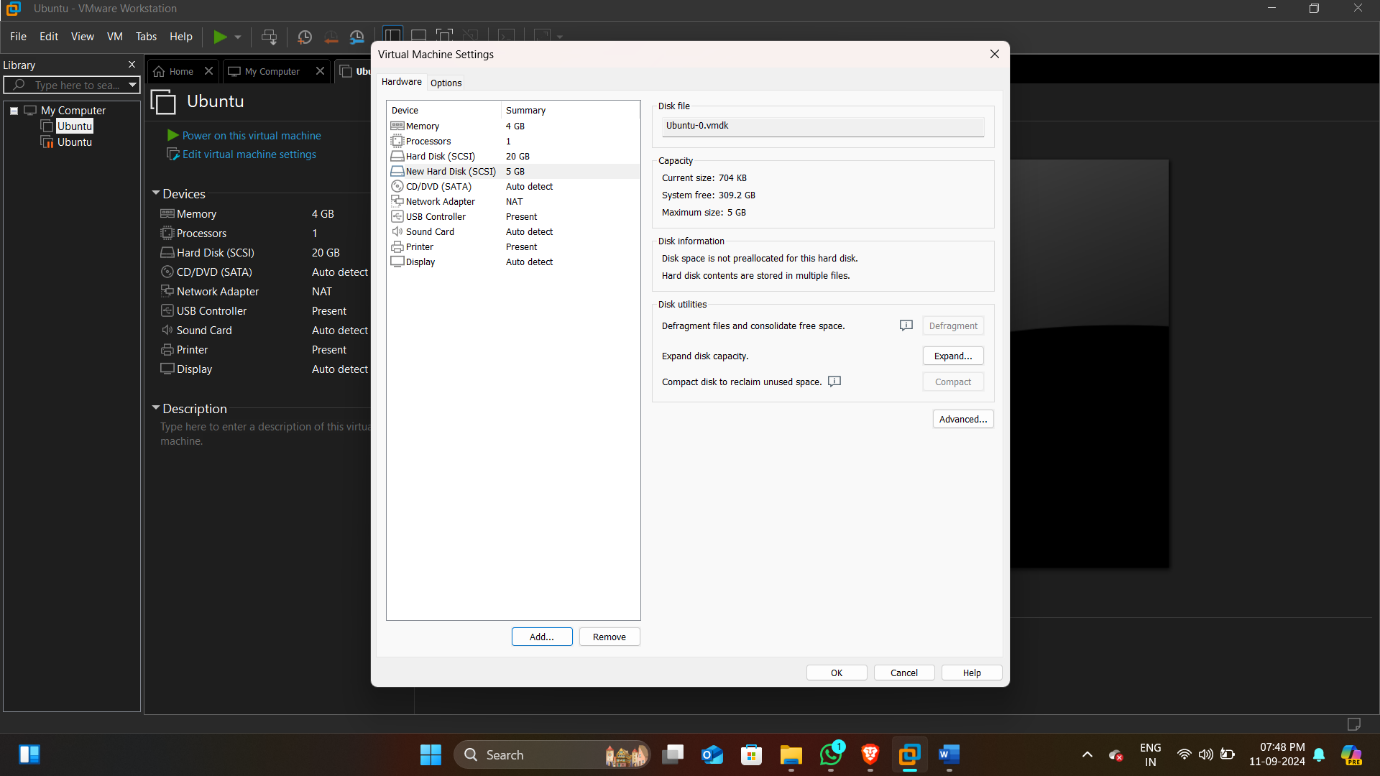 Ubuntu - VMware Workstation
File Edit View VM Tabs Help
Library
Type here to sea...
My Computer
Ubuntu
Ubuntu
Home
My Computer
Ubu
Ubuntu
Power on this virtual machine
Edit virtual machine settings
Devices
Memory 4 GB
Processors 1
Hard Disk (SCSI) 20 GB
CD/DVD (SATA) Auto detect
Network Adapter NAT
USB Controller Present
Sound Card Auto detect
Printer Present
Display Auto detect
Description
Type here to enter a description of this virtua
machine.
Virtual Machine Settings
Hardware Options
Device Summary
Memory 4 GB
Processors 1
Hard Disk (SCSI) 20 GB
New Hard Disk (SCSI) 5 GB
CD/DVD (SATA) Auto detect
Network Adapter NAT
USB Controller Present
Sound Card Auto detect
Printer Present
Display Auto detect
Add... Remove
Disk file
Ubuntu-0.vmdk
Capacity
Current size: 704 KB
System free: 309.2 GB
Maximum size: 5 GB
Disk information
Disk space is not preallocated for this hard disk.
Hard disk contents are stored in multiple files.
Disk utilities
Defragment files and consolidate free space. Defragment
Expand disk capacity. Expand...
Compact disk to reclaim unused space. Compact
Advanced...
OK Cancel Help
Search
1
W
ENG
IN
07:48 PM
11-09-2024
PRE